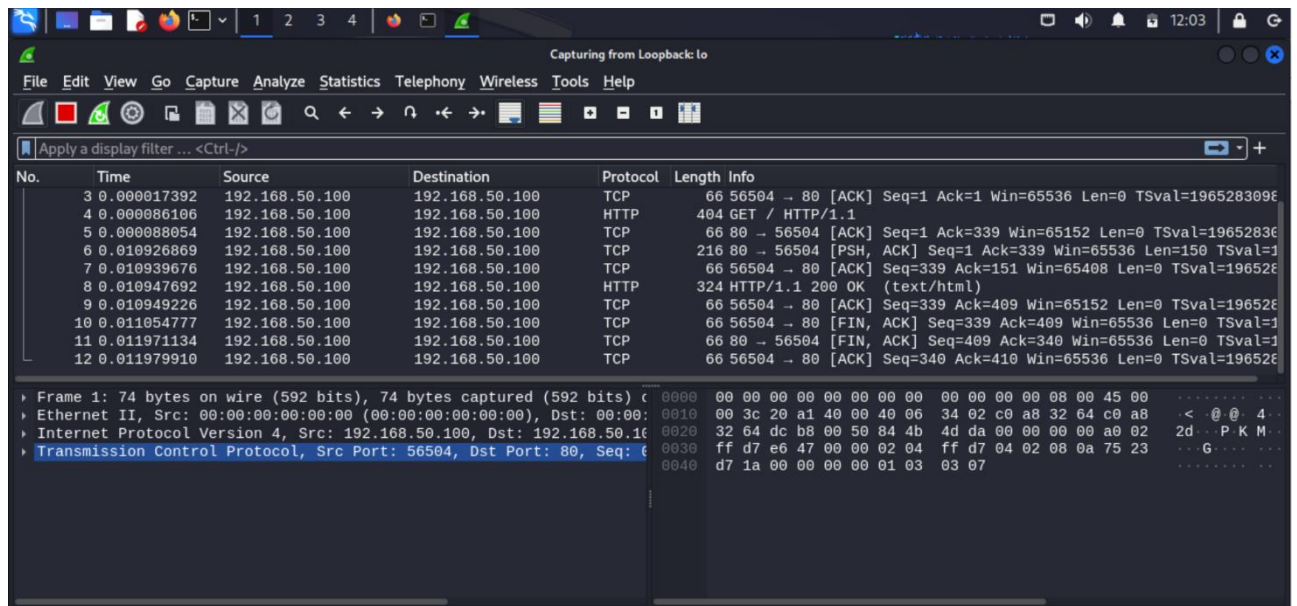 1 2 3 4 12:03
Capturing from Loopback: lo
File Edit View Go Capture Analyze Statistics Telephony Wireless Tools Help
Apply a display filter ... <Ctrl-/>
No. Time Source Destination Protocol Length Info
3 0.000017392 192.168.50.100 192.168.50.100 TCP 66 56504 → 80 [ACK] Seq=1 Ack=1 Win=65536 Len=0 TSval=1965283098
4 0.000086106 192.168.50.100 192.168.50.100 HTTP 404 GET / HTTP/1.1
5 0.000088054 192.168.50.100 192.168.50.100 TCP 66 80 → 56504 [ACK] Seq=1 Ack=339 Win=65152 Len=0 TSval=19652830
6 0.010926869 192.168.50.100 192.168.50.100 TCP 216 80 → 56504 [PSH, ACK] Seq=1 Ack=339 Win=65536 Len=150 TSval=1
7 0.010939676 192.168.50.100 192.168.50.100 TCP 66 56504 → 80 [ACK] Seq=339 Ack=151 Win=65408 Len=0 TSval=196528
8 0.010947692 192.168.50.100 192.168.50.100 HTTP 324 HTTP/1.1 200 OK (text/html)
9 0.010949226 192.168.50.100 192.168.50.100 TCP 66 56504 → 80 [ACK] Seq=339 Ack=409 Win=65152 Len=0 TSval=196528
10 0.011054777 192.168.50.100 192.168.50.100 TCP 66 56504 → 80 [FIN, ACK] Seq=339 Ack=409 Win=65536 Len=0 TSval=1
11 0.011971134 192.168.50.100 192.168.50.100 TCP 66 80 → 56504 [FIN, ACK] Seq=409 Ack=340 Win=65536 Len=0 TSval=1
12 0.011979910 192.168.50.100 192.168.50.100 TCP 66 56504 → 80 [ACK] Seq=340 Ack=410 Win=65536 Len=0 TSval=196528
Frame 1: 74 bytes on wire (592 bits), 74 bytes captured (592 bits) 0000 00 00 00 00 00 00 00 00 00 00 00 00 08 00 45 00 ········ ······
Ethernet II, Src: 00:00:00:00:00:00 (00:00:00:00:00:00), Dst: 00:00: 0010 00 3c 20 a1 40 00 40 06 34 02 c0 a8 32 64 c0 a8 ·< ·@·@· 4···
Internet Protocol Version 4, Src: 192.168.50.100, Dst: 192.168.50.10 0020 32 64 dc b8 00 50 84 4b 4d da 00 00 00 00 a0 02 2d···P·K M···
Transmission Control Protocol, Src Port: 56504, Dst Port: 80, Seq: 0030 ff d7 e6 47 00 00 02 04 ff d7 04 02 08 0a 75 23 ···G···· ······
0040 d7 1a 00 00 00 00 01 03 03 07 ········ ··